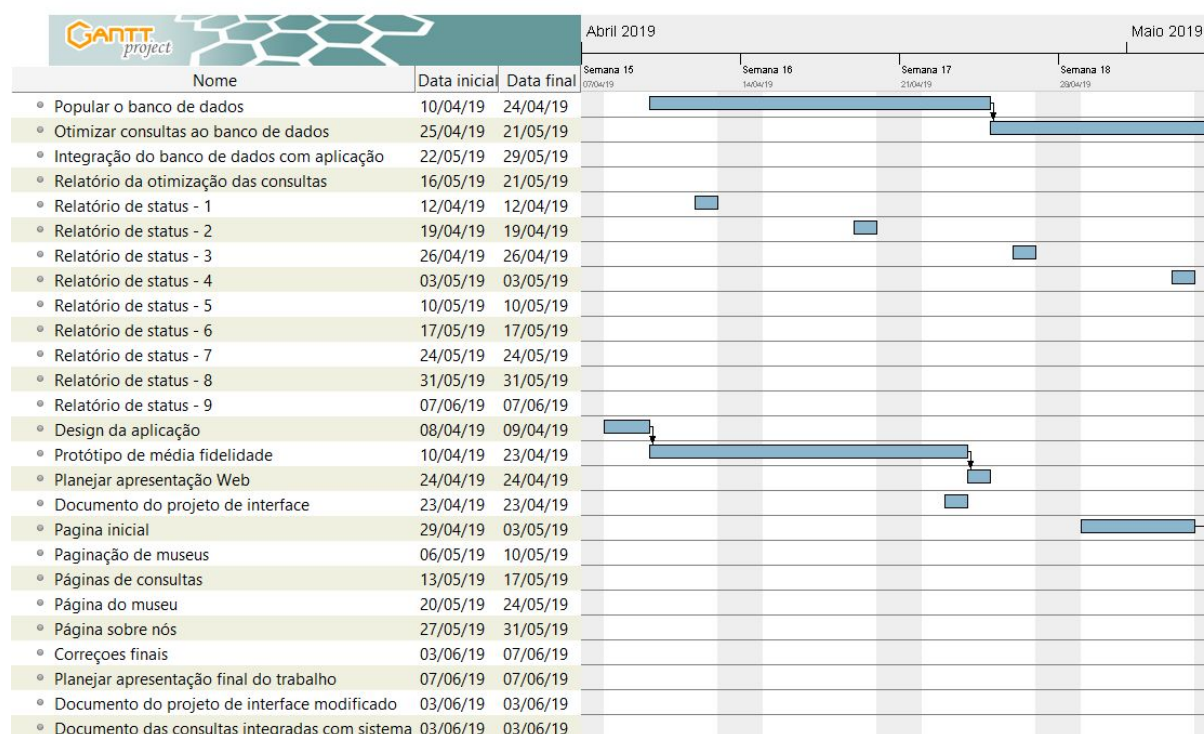 GANTT project
Abril 2019 Maio 2019
Semana 15 Semana 16 Semana 17 Semana 18
07/04/19 14/04/19 21/04/19 28/04/19
Nome Data inicial Data final
Popular o banco de dados 10/04/19 24/04/19
Otimizar consultas ao banco de dados 25/04/19 21/05/19
Integração do banco de dados com aplicação 22/05/19 29/05/19
Relatório da otimização das consultas 16/05/19 21/05/19
Relatório de status - 1 12/04/19 12/04/19
Relatório de status - 2 19/04/19 19/04/19
Relatório de status - 3 26/04/19 26/04/19
Relatório de status - 4 03/05/19 03/05/19
Relatório de status - 5 10/05/19 10/05/19
Relatório de status - 6 17/05/19 17/05/19
Relatório de status - 7 24/05/19 24/05/19
Relatório de status - 8 31/05/19 31/05/19
Relatório de status - 9 07/06/19 07/06/19
Design da aplicação 08/04/19 09/04/19
Protótipo de média fidelidade 10/04/19 23/04/19
Planejar apresentação Web 24/04/19 24/04/19
Documento do projeto de interface 23/04/19 23/04/19
Pagina inicial 29/04/19 03/05/19
Paginação de museus 06/05/19 10/05/19
Páginas de consultas 13/05/19 17/05/19
Página do museu 20/05/19 24/05/19
Página sobre nós 27/05/19 31/05/19
Correçoes finais 03/06/19 07/06/19
Planejar apresentação final do trabalho 07/06/19 07/06/19
Documento do projeto de interface modificado 03/06/19 03/06/19
Documento das consultas integradas com sistema 03/06/19 03/06/19